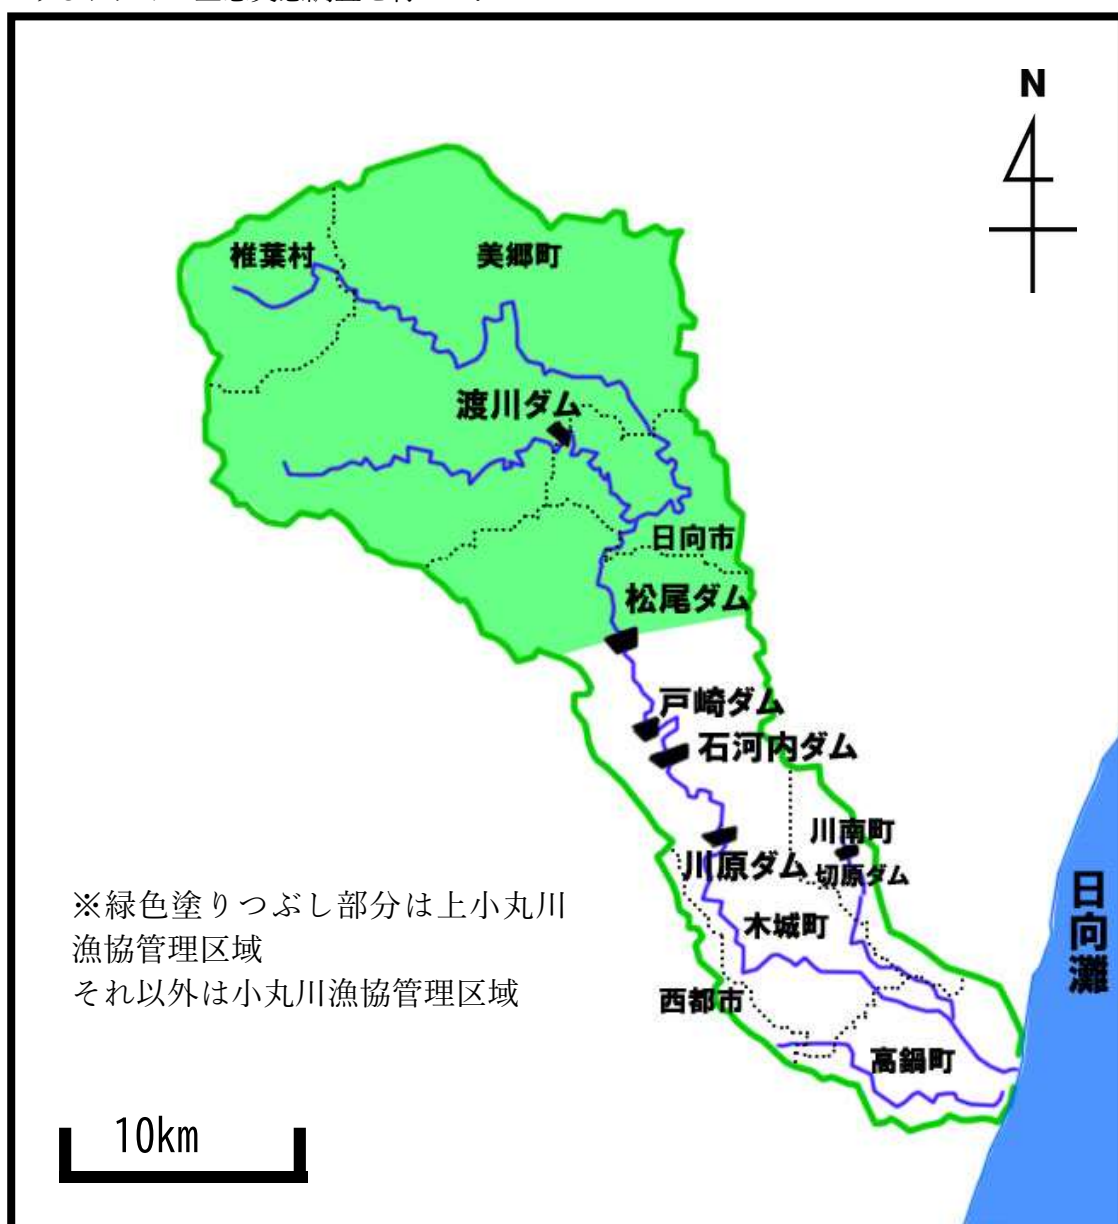 N
椎葉村
美郷町
渡川ダム
日向市
松尾ダム
戸崎ダム
石河内ダム
川南町
川原ダム
切原ダム
木城町
西都市
高鍋町
日向灘
※緑色塗りつぶし部分は上小丸川
漁協管理区域
それ以外は小丸川漁協管理区域
10km